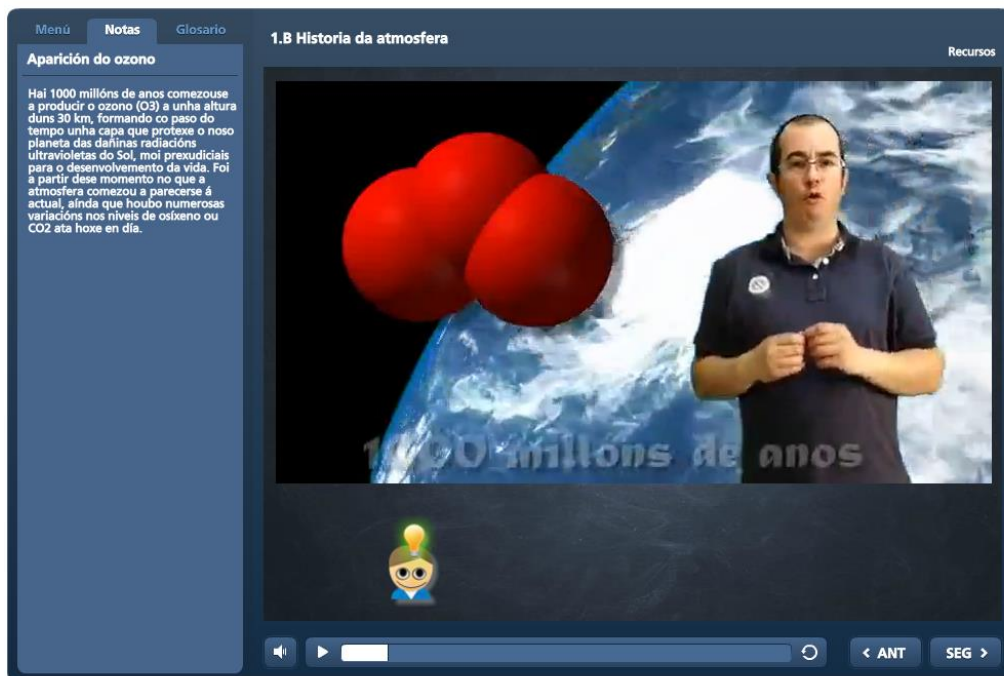 Menú Notas Glosario
Aparición do ozono
Hai 1000 millóns de anos comezouse
a producir o ozono (O3) a unha altura
duns 30 km, formando co paso do
tempo unha capa que protexe o noso
planeta das dañinas radiacións
ultravioletas do Sol, moi prexudiciais
para o desenvolvemento da vida. Foi
a partir dese momento no que a
atmosfera comezou a parecerse á
actual, aínda que houbo numerosas
variacións nos niveis de osíxeno ou
CO2 ata hoxe en día.
1.B Historia da atmosfera
Recursos
1000 millóns de anos
< ANT
SEG >